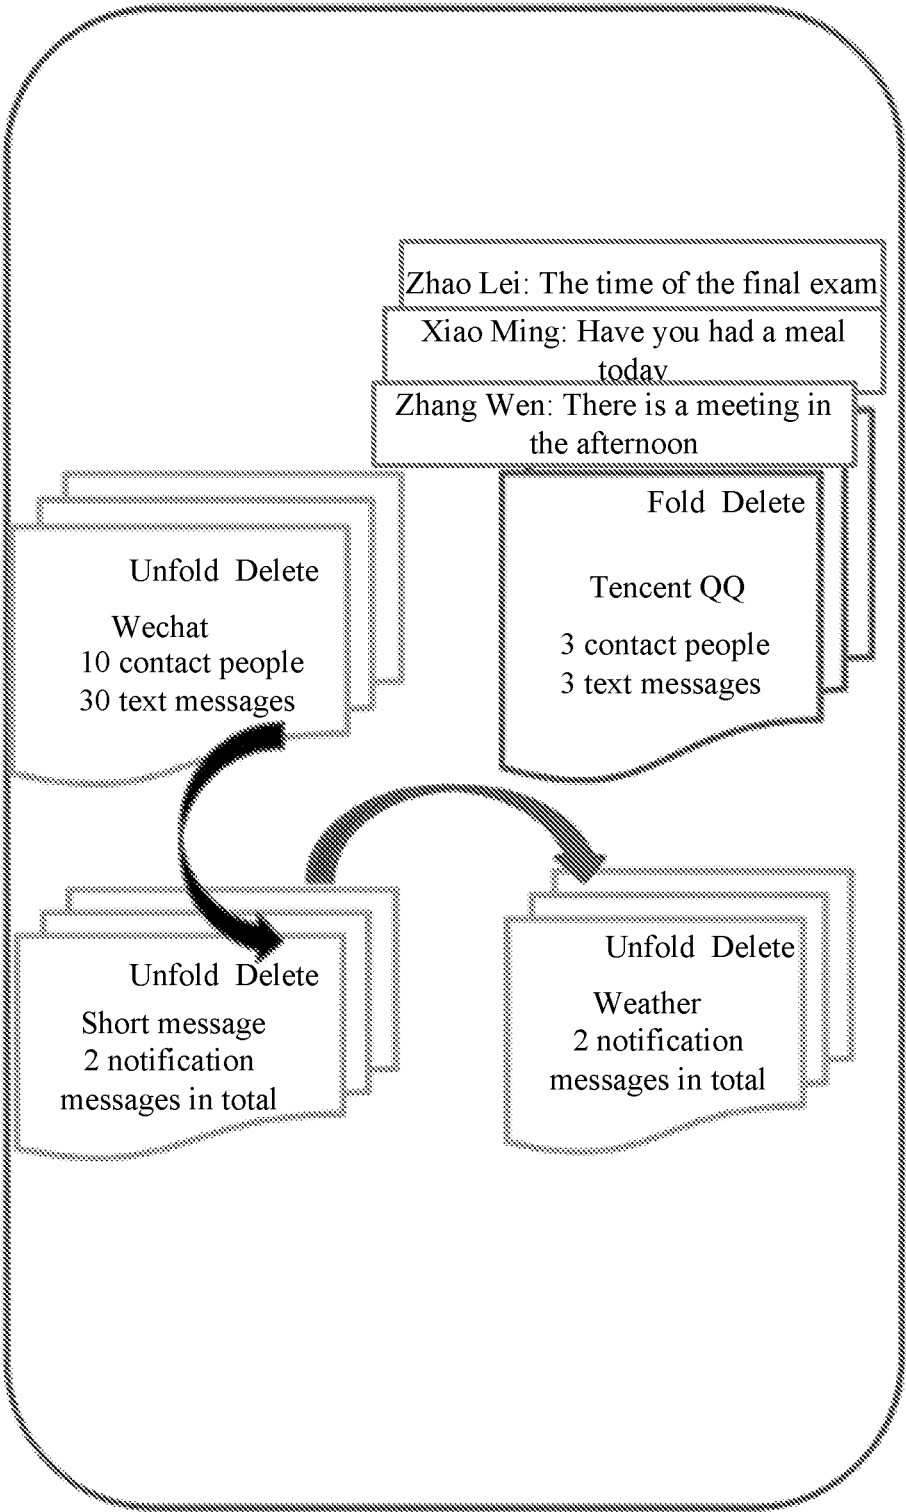 Zhao Lei: The time of the final exam
Xiao Ming: Have you had a meal
today
Zhang Wen: There is a meeting in
the afternoon
Fold Delete
Tencent QQ
3 contact people
3 text messages
Unfold Delete
Wechat
10 contact people
30 text messages
Unfold Delete
Short message
2 notification
messages in total
Unfold Delete
Weather
2 notification
messages in total